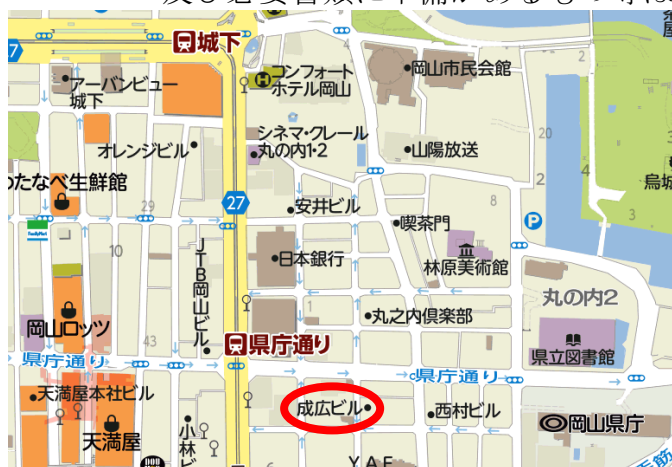 城下
27
アーバンビュー
城下
コンフォート
ホテル岡山
岡山市民会館
2
シネマ・クレール
丸の内1・2
オレンジビル
山陽放送
20
2
4
わたなべ生鮮館
烏城
27
安井ビル
29
8
3
喫茶門
P
10
JTB岡山ビル
日本銀行
林原美術館
丸の内2
1
丸之内倶楽部
岡山ロッツ
43
県庁通り
県立図書館
県庁通り
県庁通り
天満屋本社ビル
成広ビル
西村ビル
岡山県庁
天満屋
小林ビ